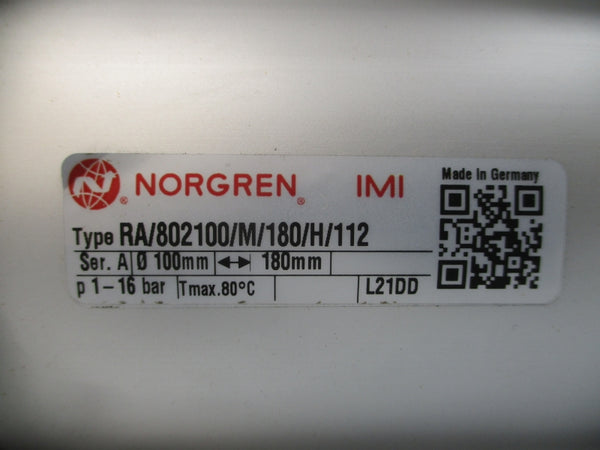 NORGREN® IMI
Made in Germany
Type RA/802100/M/180/H/112
Ser. A Ø 100mm ↔ 180mm
p 1-16 bar Tmax.80°C L21DD